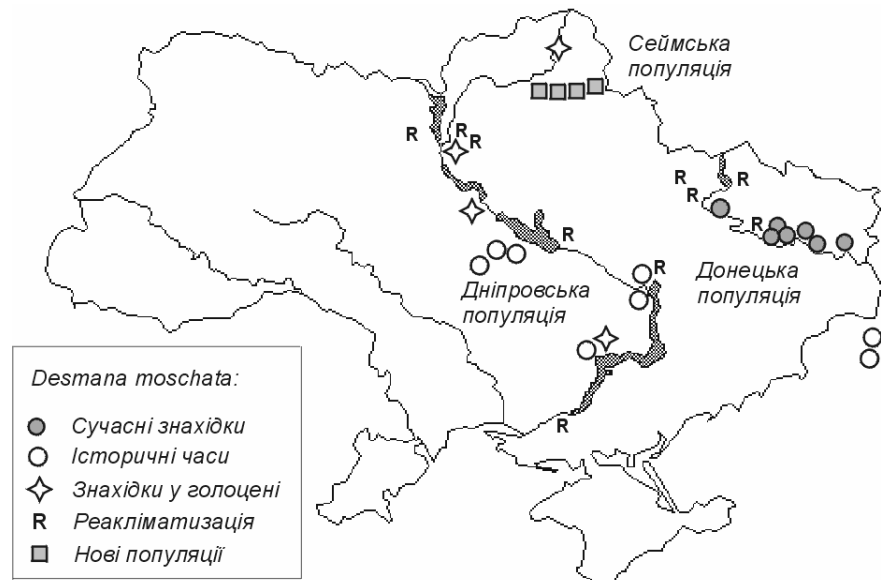 Сеймська
популяція
R
R
R
R
R
R
R
R
R
Дніпровська
популяція
Донецька
популяція
R
Desmana moschata:
Сучасні знахідки
Історичні часи
Знахідки у голоцені
R Реакліматизація
Нові популяції